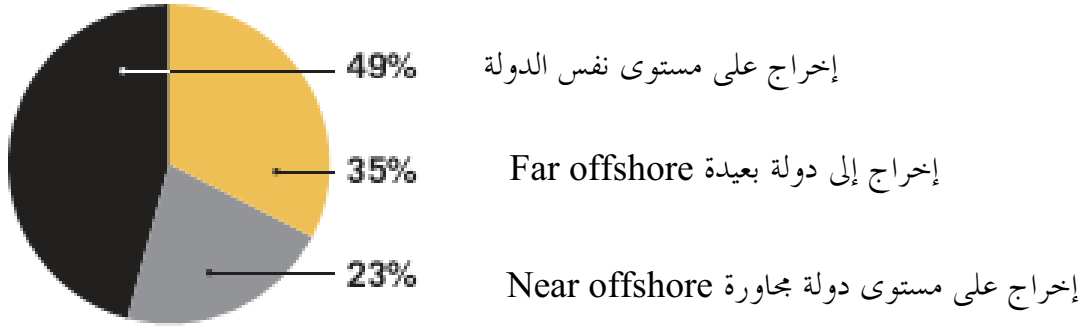 49% إخراج على مستوى نفس الدولة
35% إخراج إلى دولة بعيدة Far offshore
23% إخراج على مستوى دولة مجاورة Near offshore